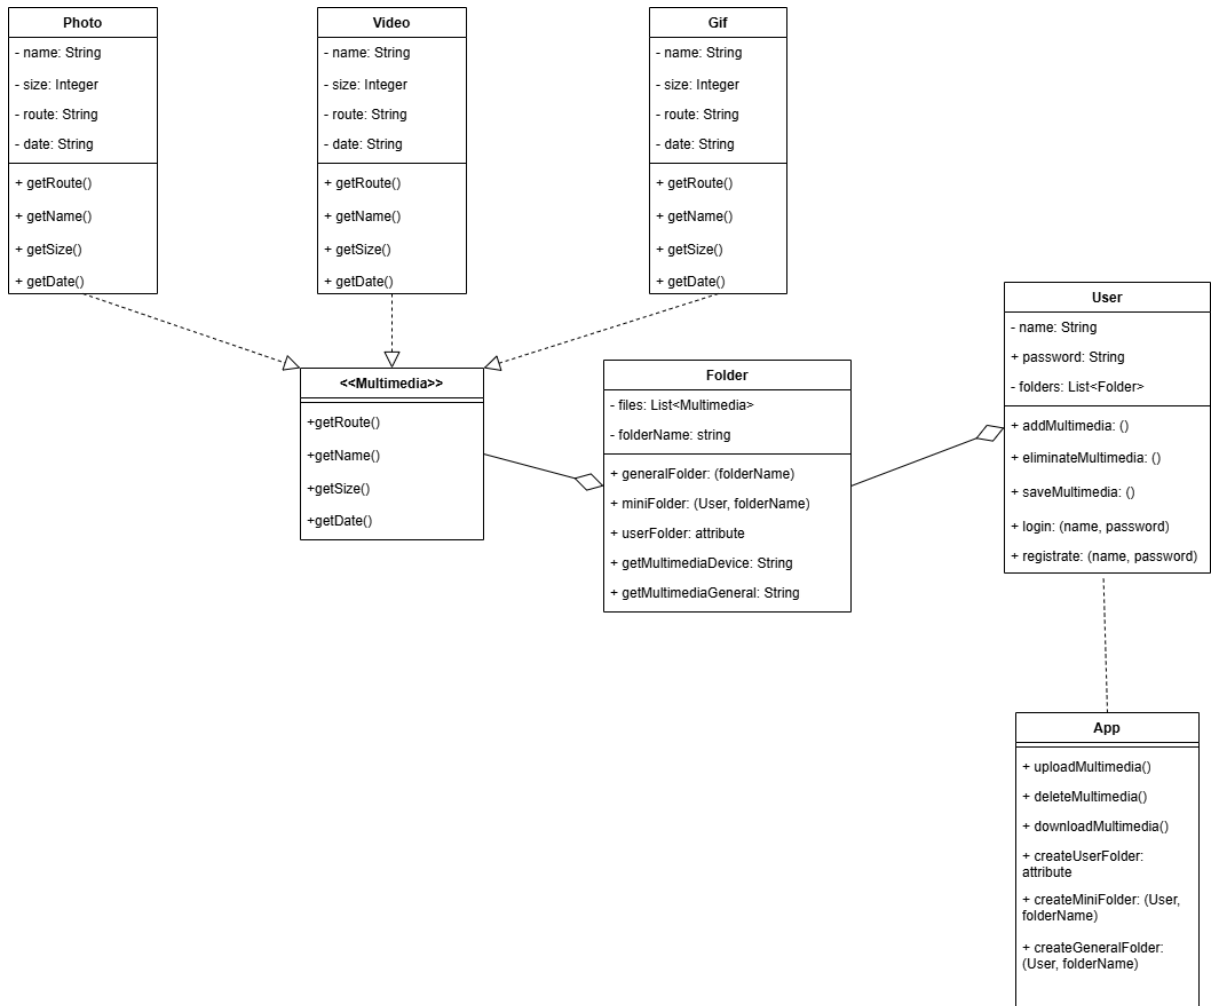 Photo
- name: String
- size: Integer
- route: String
- date: String
+ getRoute()
+ getName()
+ getSize()
+ getDate()
Video
- name: String
- size: Integer
- route: String
- date: String
+ getRoute()
+ getName()
+ getSize()
+ getDate()
Gif
- name: String
- size: Integer
- route: String
- date: String
+ getRoute()
+ getName()
+ getSize()
+ getDate()
<<Multimedia>>
+getRoute()
+getName()
+getSize()
+getDate()
Folder
- files: List<Multimedia>
- folderName: string
+ generalFolder: (folderName)
+ miniFolder: (User, folderName)
+ userFolder: attribute
+ getMultimediaDevice: String
+ getMultimediaGeneral: String
User
- name: String
+ password: String
- folders: List<Folder>
+ addMultimedia: ()
+ eliminateMultimedia: ()
+ saveMultimedia: ()
+ login: (name, password)
+ registrate: (name, password)
App
+ uploadMultimedia()
+ deleteMultimedia()
+ downloadMultimedia()
+ createUserFolder:
attribute
+ createMiniFolder: (User,
folderName)
+ createGeneralFolder:
(User, folderName)